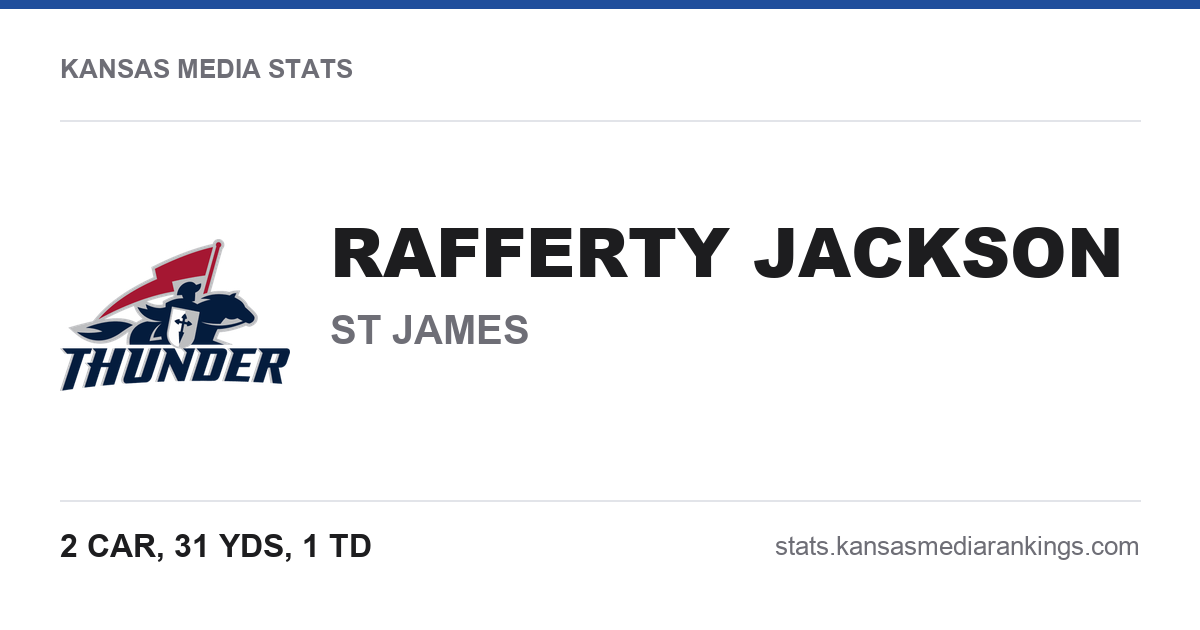 KANSAS MEDIA STATS
RAFFERTY JACKSON
ST JAMES
THUNDER
2 CAR, 31 YDS, 1 TD
stats.kansasmediarankings.com